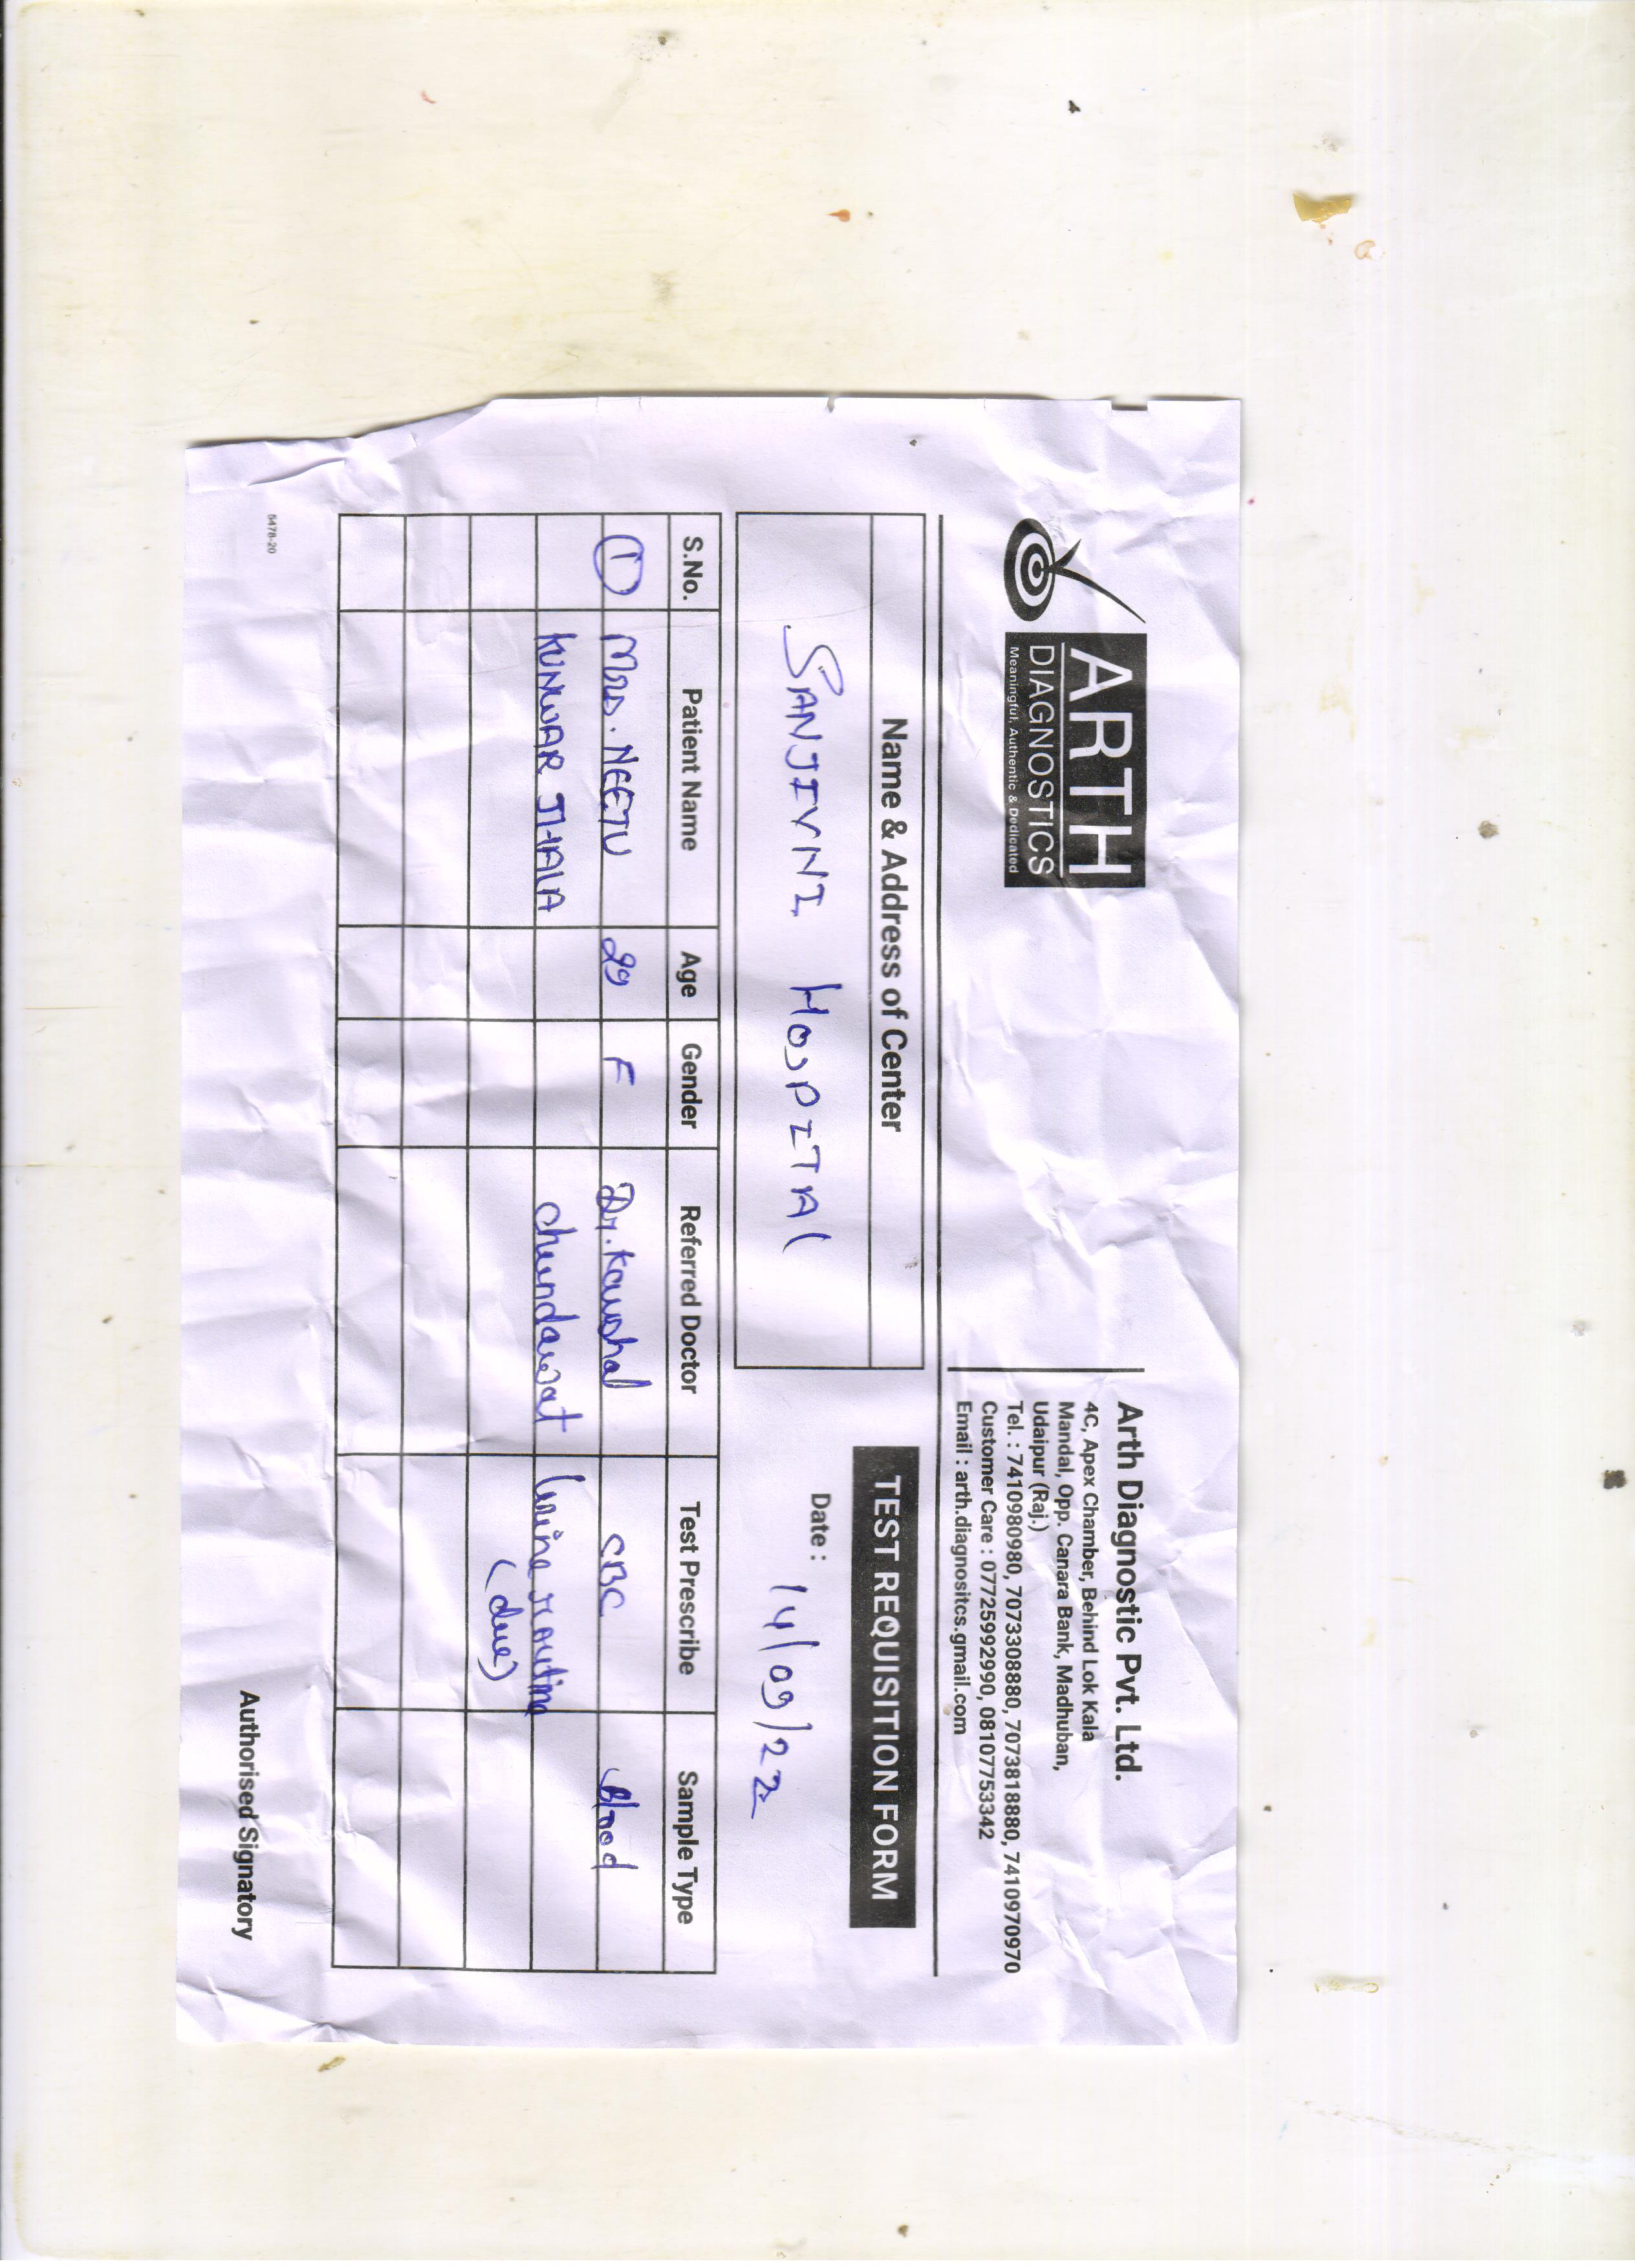 ARTH
DIAGNOSTICS
Meaningful, Authentic & Dedicated
Arth Diagnostic Pvt. Ltd.
4C, Apex Chamber, Behind Lok Kala
Mandal, Opp. Canara Bank, Madhuban,
Udaipur (Raj.)
Tel. : 7410980980, 7073308880, 7073818880, 7410970970
Customer Care : 07725992990, 08107753342
Email : arth.diagnositcs.gmail.com
Name & Address of Center
SANJIVNI HOSPITAL
TEST REQUISITION FORM
Date : 14/09/22
S.No. Patient Name Age Gender Referred Doctor Test Prescribe Sample Type
1 Mrs. NEETU 29 F Dr. Kaushal CBC Blood
KUNWAR JHALA chundawat Urine routine
(due)
5478-20
Authorised Signatory